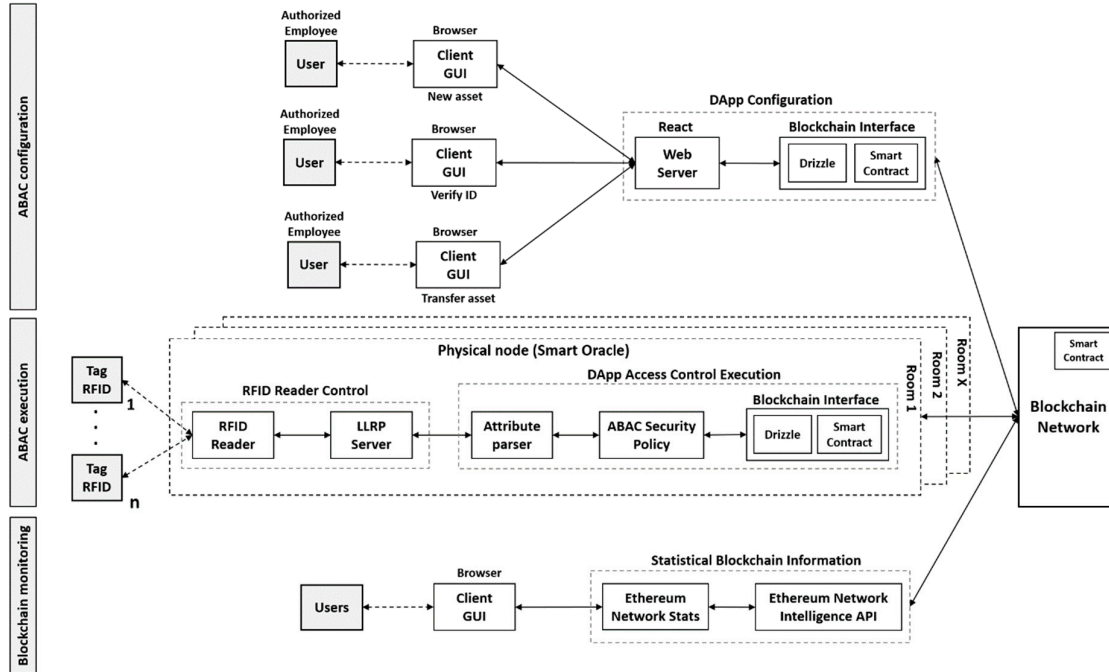 ABAC configuration
Authorized
Employee
User
Browser
Client
GUI
New asset
Authorized
Employee
User
Browser
Client
GUI
Verify ID
Authorized
Employee
User
Browser
Client
GUI
Transfer asset
DApp Configuration
React
Web
Server
Blockchain Interface
Drizzle
Smart
Contract
ABAC execution
Tag
RFID
1
Tag
RFID
n
Physical node (Smart Oracle)
RFID Reader Control
RFID
Reader
LLRP
Server
DApp Access Control Execution
Attribute
parser
ABAC Security
Policy
Blockchain Interface
Drizzle
Smart
Contract
Room 1
Room 2
Room X
Smart
Contract
Blockchain
Network
Blockchain monitoring
Users
Browser
Client
GUI
Statistical Blockchain Information
Ethereum
Network Stats
Ethereum Network
Intelligence API